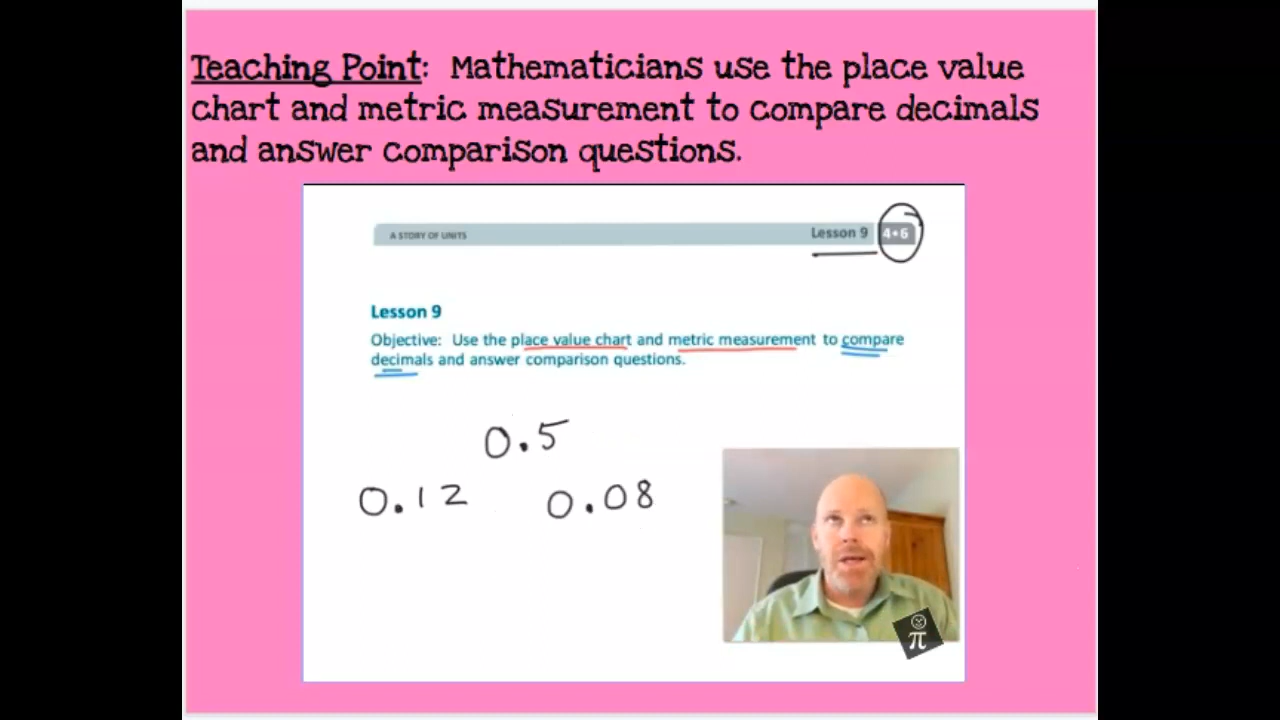 Teaching Point: Mathematicians use the place value
chart and metric measurement to compare decimals
and answer comparison questions.
A STORY OF UNITS
Lesson 9 4•6
Lesson 9
Objective: Use the place value chart and metric measurement to compare
decimals and answer comparison questions.
0.5
0.12 0.08
π